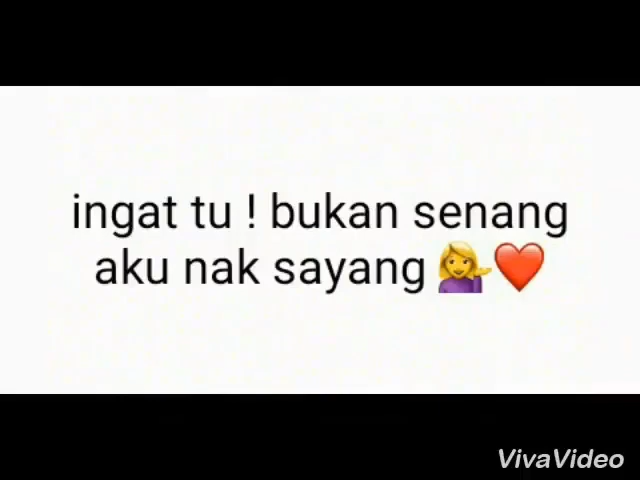 ingat tu ! bukan senang
aku nak sayang 💁‍♀️❤️
VivaVideo